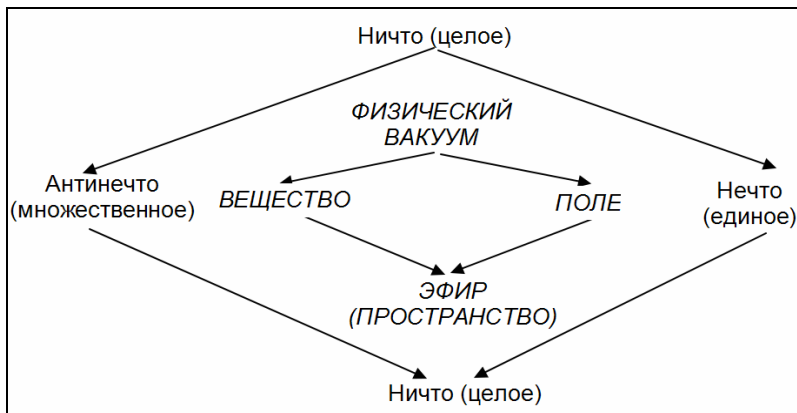 Ничто (целое)
ФИЗИЧЕСКИЙ
ВАКУУМ
Антинечто
(множественное)
ВЕЩЕСТВО
ПОЛЕ
Нечто
(единое)
ЭФИР
(ПРОСТРАНСТВО)
Ничто (целое)